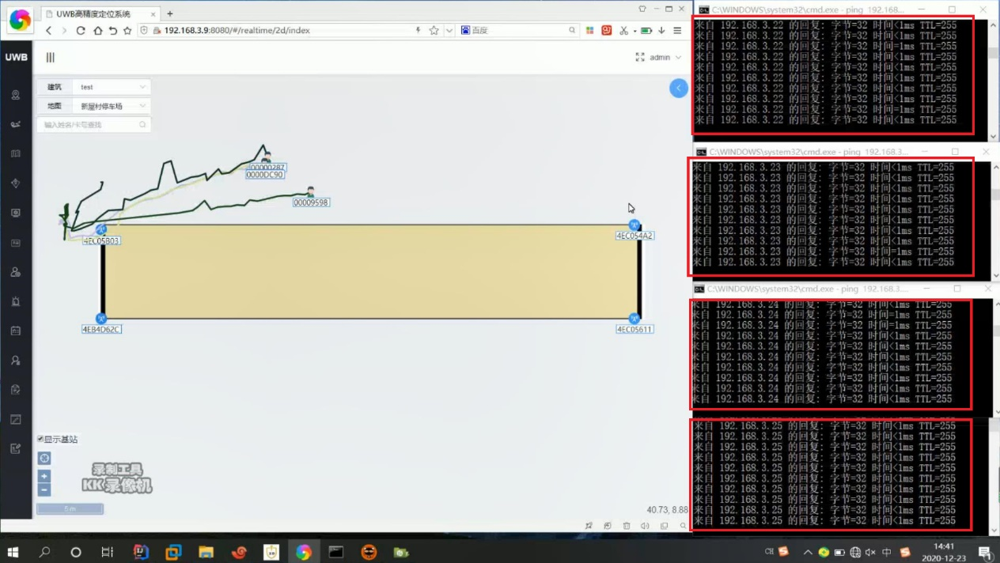 UWB高精度定位系统
192.168.3.9:8080/#/realtime/2d/index
百度
UWB
admin
建筑 test
地图 新屋村停车场
输入姓名/卡号查找
00000287
0000DC90
00009598
4EC05B03
4EC054A2
4EB4D62C
4EC05611
显示基站
录制工具
KK录像机
5 m
40.73, 8.88
C:\WINDOWS\system32\cmd.exe - ping 192.168...
来自 192.168.3.22 的回复: 字节=32 时间<1ms TTL=255
来自 192.168.3.22 的回复: 字节=32 时间<1ms TTL=255
来自 192.168.3.22 的回复: 字节=32 时间=1ms TTL=255
来自 192.168.3.22 的回复: 字节=32 时间<1ms TTL=255
来自 192.168.3.22 的回复: 字节=32 时间<1ms TTL=255
来自 192.168.3.22 的回复: 字节=32 时间<1ms TTL=255
来自 192.168.3.22 的回复: 字节=32 时间<1ms TTL=255
来自 192.168.3.22 的回复: 字节=32 时间<1ms TTL=255
来自 192.168.3.22 的回复: 字节=32 时间=1ms TTL=255
来自 192.168.3.22 的回复: 字节=32 时间<1ms TTL=255
C:\WINDOWS\system32\cmd.exe - ping 192.168.3...
来自 192.168.3.23 的回复: 字节=32 时间<1ms TTL=255
来自 192.168.3.23 的回复: 字节=32 时间<1ms TTL=255
来自 192.168.3.23 的回复: 字节=32 时间<1ms TTL=255
来自 192.168.3.23 的回复: 字节=32 时间<1ms TTL=255
来自 192.168.3.23 的回复: 字节=32 时间<1ms TTL=255
来自 192.168.3.23 的回复: 字节=32 时间<1ms TTL=255
来自 192.168.3.23 的回复: 字节=32 时间<1ms TTL=255
来自 192.168.3.23 的回复: 字节=32 时间<1ms TTL=255
来自 192.168.3.23 的回复: 字节=32 时间=1ms TTL=255
来自 192.168.3.23 的回复: 字节=32 时间<1ms TTL=255
C:\WINDOWS\system32\cmd.exe - ping 192.168.3...
来自 192.168.3.24 的回复: 字节=32 时间<1ms TTL=255
来自 192.168.3.24 的回复: 字节=32 时间=1ms TTL=255
来自 192.168.3.24 的回复: 字节=32 时间<1ms TTL=255
来自 192.168.3.24 的回复: 字节=32 时间<1ms TTL=255
来自 192.168.3.24 的回复: 字节=32 时间<1ms TTL=255
来自 192.168.3.24 的回复: 字节=32 时间<1ms TTL=255
来自 192.168.3.24 的回复: 字节=32 时间<1ms TTL=255
来自 192.168.3.24 的回复: 字节=32 时间<1ms TTL=255
来自 192.168.3.24 的回复: 字节=32 时间<1ms TTL=255
来自 192.168.3.24 的回复: 字节=32 时间<1ms TTL=255
来自 192.168.3.25 的回复: 字节=32 时间<1ms TTL=255
来自 192.168.3.25 的回复: 字节=32 时间<1ms TTL=255
来自 192.168.3.25 的回复: 字节=32 时间<1ms TTL=255
来自 192.168.3.25 的回复: 字节=32 时间<1ms TTL=255
来自 192.168.3.25 的回复: 字节=32 时间<1ms TTL=255
来自 192.168.3.25 的回复: 字节=32 时间<1ms TTL=255
来自 192.168.3.25 的回复: 字节=32 时间<1ms TTL=255
来自 192.168.3.25 的回复: 字节=32 时间<1ms TTL=255
来自 192.168.3.25 的回复: 字节=32 时间<1ms TTL=255
来自 192.168.3.25 的回复: 字节=32 时间<1ms TTL=255
CH
中
14:41
2020-12-23
1